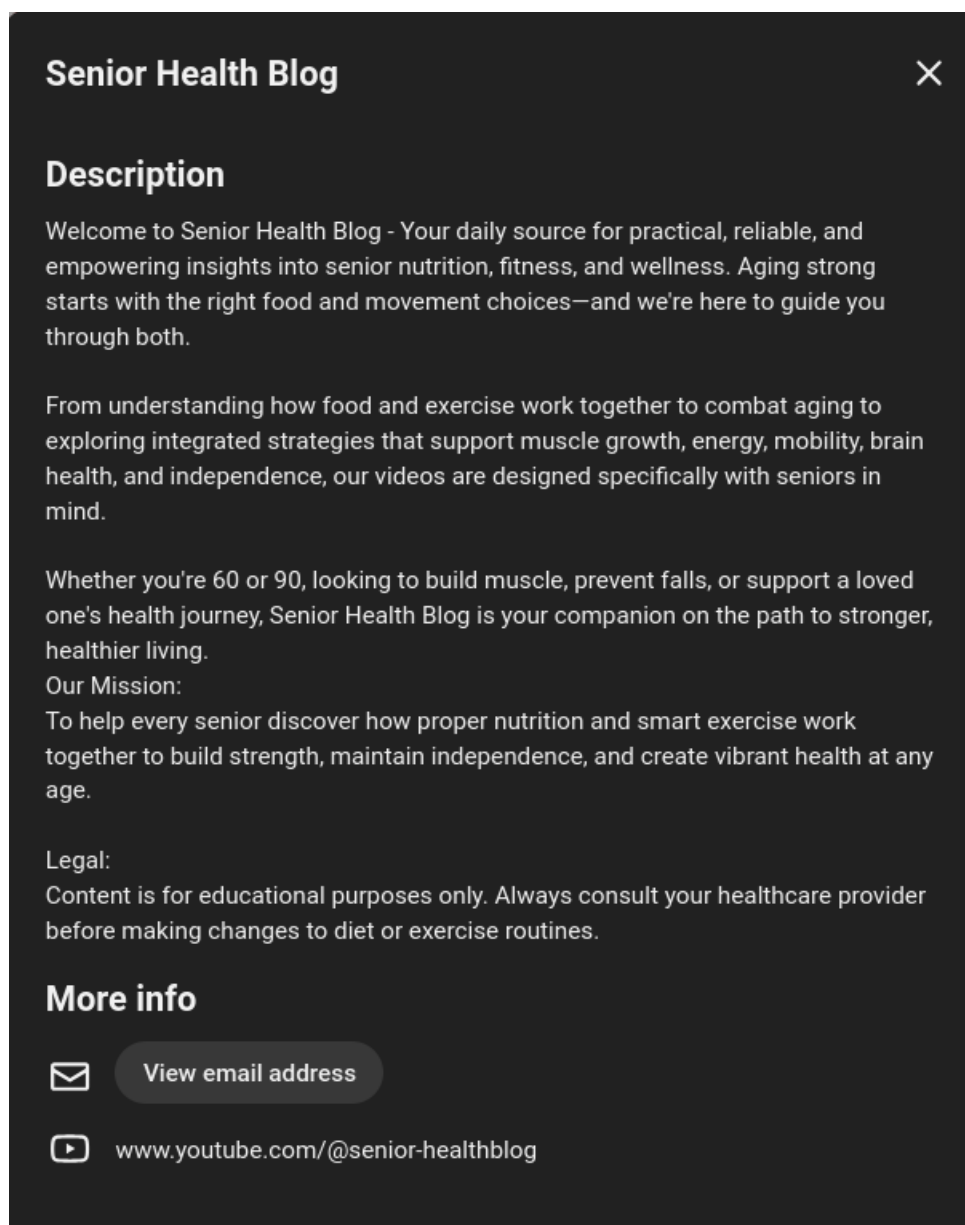 Senior Health Blog
Description
Welcome to Senior Health Blog - Your daily source for practical, reliable, and
empowering insights into senior nutrition, fitness, and wellness. Aging strong
starts with the right food and movement choices—and we're here to guide you
through both.
From understanding how food and exercise work together to combat aging to
exploring integrated strategies that support muscle growth, energy, mobility, brain
health, and independence, our videos are designed specifically with seniors in
mind.
Whether you're 60 or 90, looking to build muscle, prevent falls, or support a loved
one's health journey, Senior Health Blog is your companion on the path to stronger,
healthier living.
Our Mission:
To help every senior discover how proper nutrition and smart exercise work
together to build strength, maintain independence, and create vibrant health at any
age.
Legal:
Content is for educational purposes only. Always consult your healthcare provider
before making changes to diet or exercise routines.
More info
View email address
www.youtube.com/@senior-healthblog